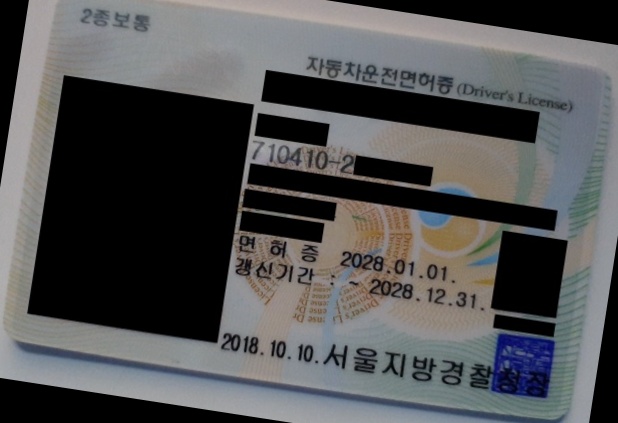 2종보통
자동차운전면허증 (Driver's License)
710410-2
면 허 증 2028.01.01.
갱신기간 : ~ 2028.12.31.
2018.10.10. 서울지방경찰청장